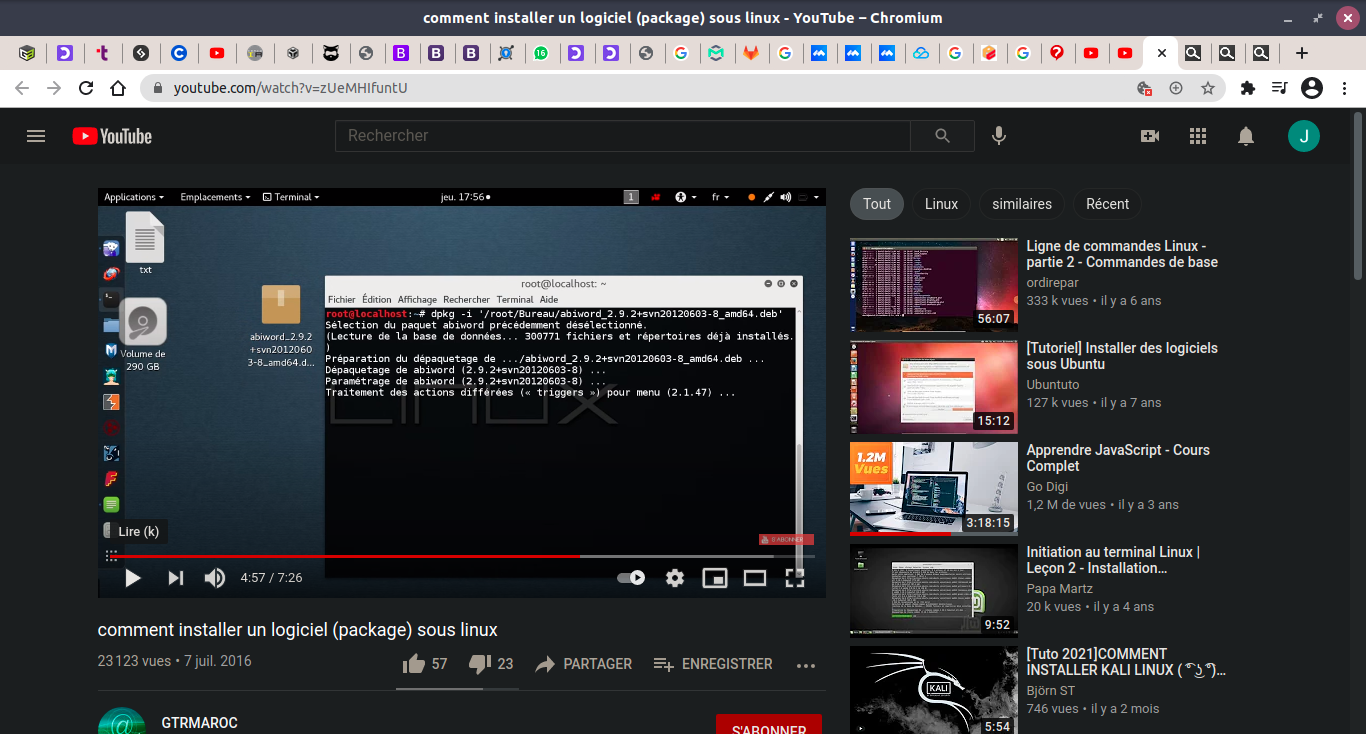 comment installer un logiciel (package) sous linux - YouTube – Chromium
16
youtube.com/watch?v=zUeMHIfuntU
YouTube
Rechercher
J
Applications
Emplacements
Terminal
jeu. 17:56
1
fr
txt
Volume de
290 GB
abiword_2.9.2
+svn2012060
3-8_amd64.d...
root@localhost: ~
Fichier Édition Affichage Rechercher Terminal Aide
root@localhost:~# dpkg -i '/root/Bureau/abiword_2.9.2+svn20120603-8_amd64.deb'
Sélection du paquet abiword précédemment désélectionné.
(Lecture de la base de données... 300771 fichiers et répertoires déjà installés.
)
Préparation du dépaquetage de .../abiword_2.9.2+svn20120603-8_amd64.deb ...
Dépaquetage de abiword (2.9.2+svn20120603-8) ...
Paramétrage de abiword (2.9.2+svn20120603-8) ...
Traitement des actions différées (« triggers ») pour menu (2.1.47) ...
LINUX
S'ABONNER
Lire (k)
4:57 / 7:26
comment installer un logiciel (package) sous linux
23 123 vues • 7 juil. 2016
57
23
PARTAGER
ENREGISTRER
GTRMAROC
S'ABONNER
Tout
Linux
similaires
Récent
56:07
Ligne de commandes Linux -
partie 2 - Commandes de base
ordirepar
333 k vues • il y a 6 ans
15:12
[Tutoriel] Installer des logiciels
sous Ubuntu
Ubuntuto
127 k vues • il y a 7 ans
1.2M
Vues
3:18:15
Apprendre JavaScript - Cours
Complet
Go Digi
1,2 M de vues • il y a 3 ans
9:52
Initiation au terminal Linux |
Leçon 2 - Installation...
Papa Martz
20 k vues • il y a 4 ans
KALI
5:54
[Tuto 2021]COMMENT
INSTALLER KALI LINUX ( ͡° ͜ʖ ͡°)...
Björn ST
746 vues • il y a 2 mois